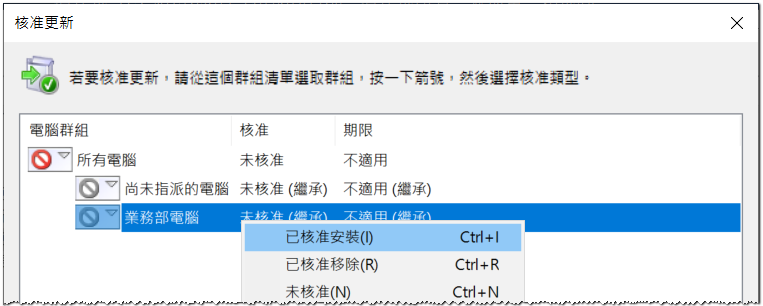 核准更新
若要核准更新，請從這個群組清單選取群組，按一下箭號，然後選擇核准類型。
電腦群組 核准 期限
所有電腦 未核准 不適用
尚未指派的電腦 未核准 (繼承) 不適用 (繼承)
業務部電腦 未核准 (繼承) 不適用 (繼承)
已核准安裝(I) Ctrl+I
已核准移除(R) Ctrl+R
未核准(N) Ctrl+N